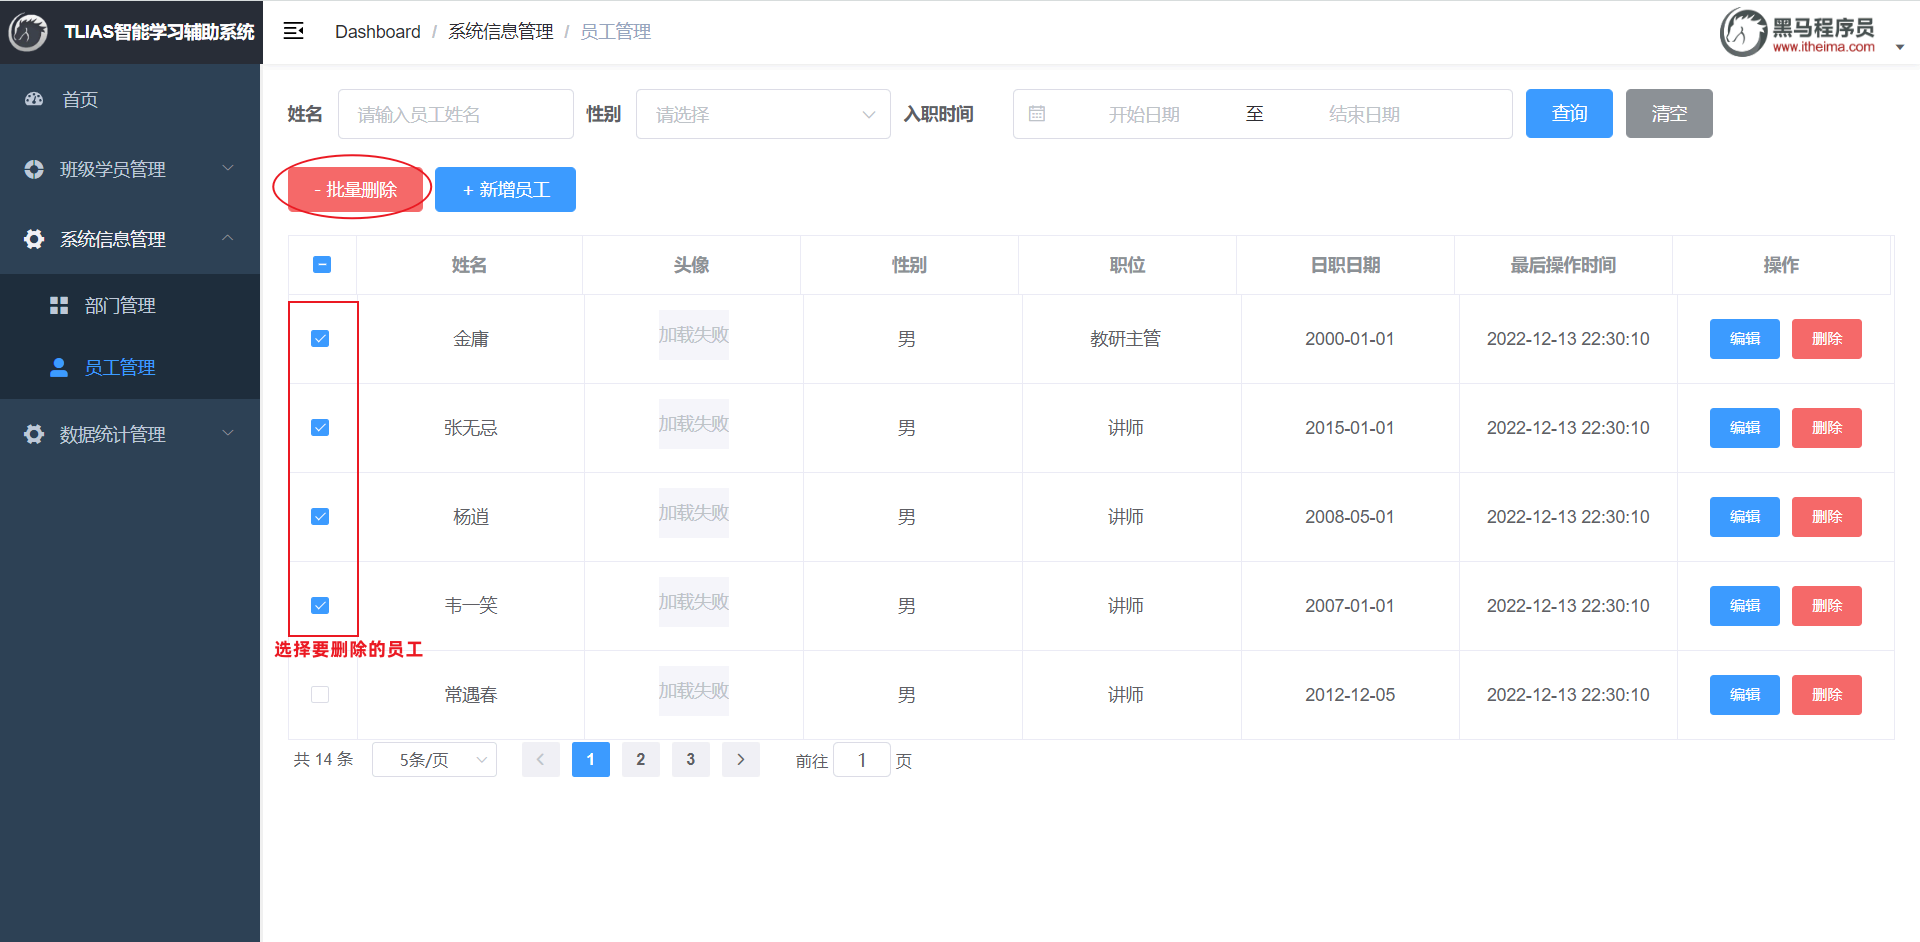 TLIAS智能学习辅助系统
Dashboard / 系统信息管理 / 员工管理
黑马程序员
www.itheima.com
首页
班级学员管理
系统信息管理
部门管理
员工管理
数据统计管理
姓名 请输入员工姓名 性别 请选择 入职时间 开始日期 至 结束日期 查询 清空
- 批量删除 + 新增员工
姓名 头像 性别 职位 日职日期 最后操作时间 操作
金庸 加载失败 男 教研主管 2000-01-01 2022-12-13 22:30:10 编辑 删除
张无忌 加载失败 男 讲师 2015-01-01 2022-12-13 22:30:10 编辑 删除
杨逍 加载失败 男 讲师 2008-05-01 2022-12-13 22:30:10 编辑 删除
韦一笑 加载失败 男 讲师 2007-01-01 2022-12-13 22:30:10 编辑 删除
选择要删除的员工
常遇春 加载失败 男 讲师 2012-12-05 2022-12-13 22:30:10 编辑 删除
共 14 条 5条/页 1 2 3 前往 1 页